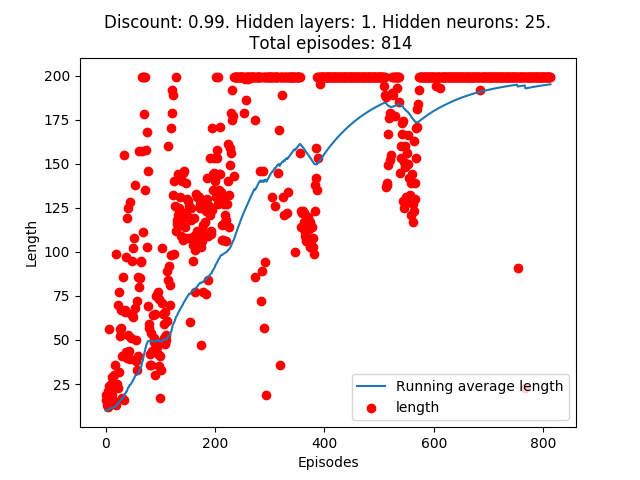 Discount: 0.99. Hidden layers: 1. Hidden neurons: 25.
Total episodes: 814
200
175
150
125
100
75
50
25
Length
0 200 400 600 800
Episodes
Running average length
length